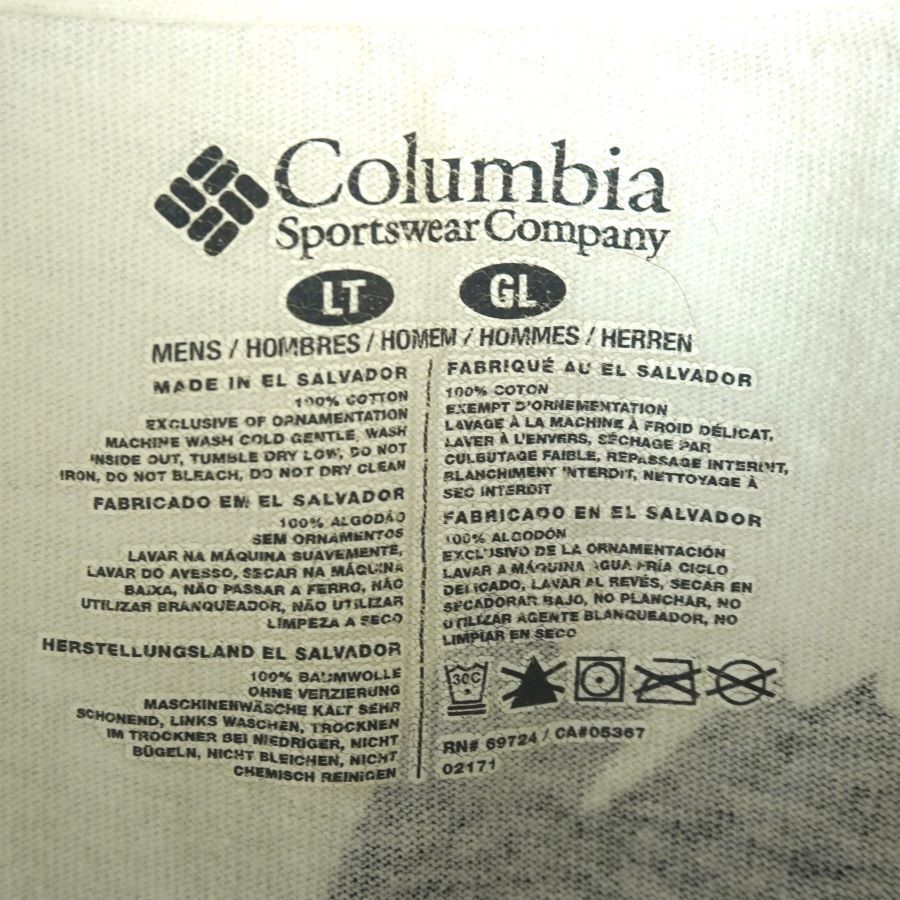 Columbia
Sportswear Company
LT GL
MENS / HOMBRES / HOMEM / HOMMES / HERREN
MADE IN EL SALVADOR
100% COTTON
EXCLUSIVE OF ORNAMENTATION
MACHINE WASH COLD GENTLE, WASH
INSIDE OUT, TUMBLE DRY LOW, DO NOT
IRON, DO NOT BLEACH, DO NOT DRY CLEAN
FABRICADO EM EL SALVADOR
100% ALGODÃO
SEM ORNAMENTOS
LAVAR NA MÁQUINA SUAVEMENTE,
LAVAR DO AVESSO, SECAR NA MÁQUINA
BAIXA, NÃO PASSAR A FERRO, NÃO
UTILIZAR BRANQUEADOR, NÃO UTILIZAR
LIMPEZA A SECO
HERSTELLUNGSLAND EL SALVADOR
100% BAUMWOLLE
OHNE VERZIERUNG
MASCHINENWÄSCHE KALT SEHR
SCHONEND, LINKS WASCHEN, TROCKNEN
IM TROCKNER BEI NIEDRIGER, NICHT
BÜGELN, NICHT BLEICHEN, NICHT
CHEMISCH REINIGEN
FABRIQUÉ AU EL SALVADOR
100% COTON
EXEMPT D'ORNEMENTATION
LAVAGE À LA MACHINE À FROID DÉLICAT,
LAVER À L'ENVERS, SÉCHAGE PAR
CULBUTAGE FAIBLE, REPASSAGE INTERDIT,
BLANCHIMENT INTERDIT, NETTOYAGE À
SEC INTERDIT
FABRICADO EN EL SALVADOR
100% ALGODÓN
EXCLUSIVO DE LA ORNAMENTACIÓN
LAVAR A MÁQUINA AGUA FRÍA CICLO
DELICADO, LAVAR AL REVÉS, SECAR EN
SECADORAR BAJO, NO PLANCHAR, NO
UTILIZAR AGENTE BLANQUEADOR, NO
LIMPIAR EN SECO
30C
RN# 69724 / CA#05367
02171